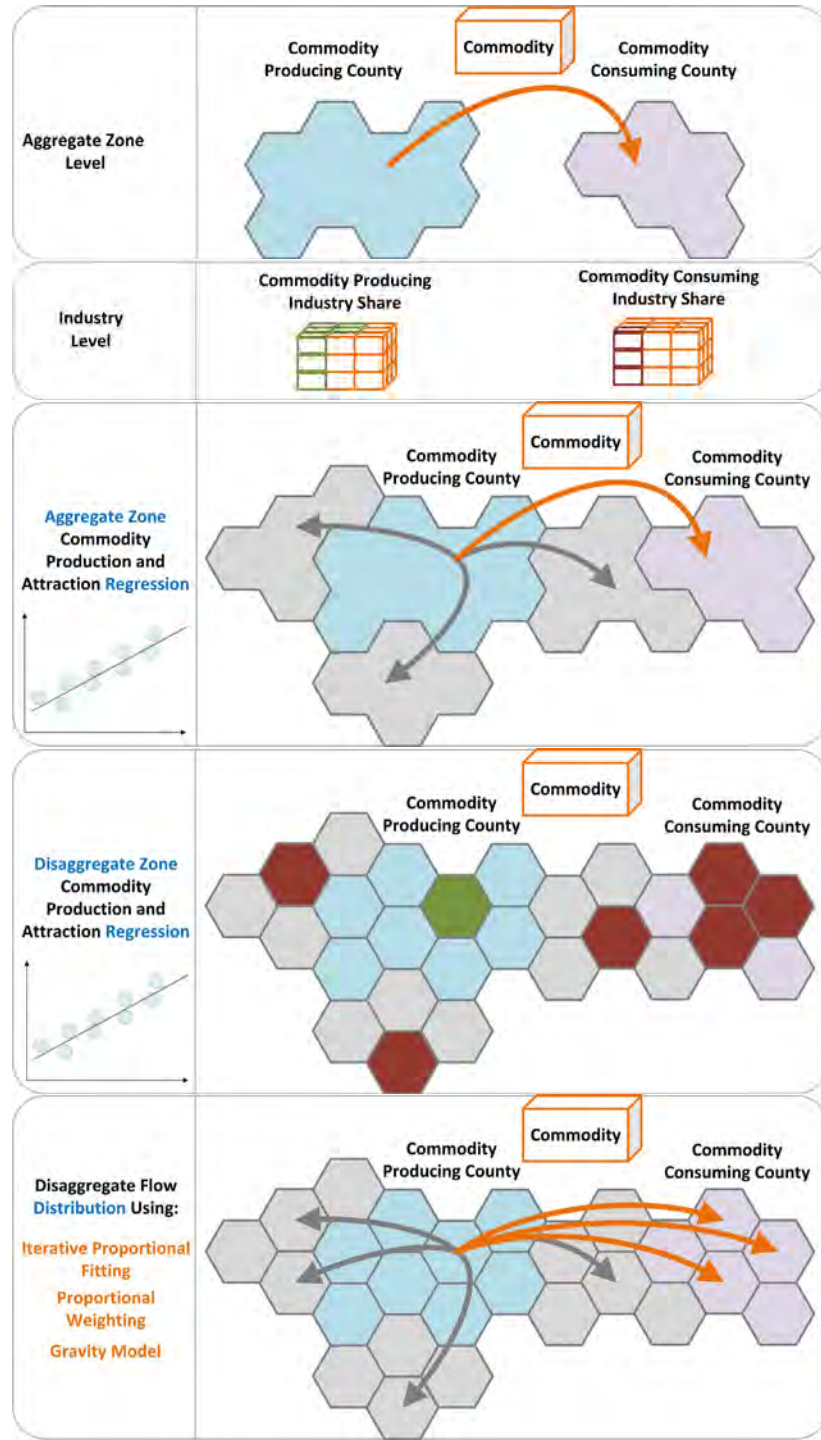 Commodity
Producing County
Commodity
Commodity
Consuming County
Aggregate Zone
Level
Commodity Producing
Industry Share
Commodity Consuming
Industry Share
Industry
Level
Commodity
Commodity
Producing County
Commodity
Consuming County
Aggregate Zone
Commodity
Production and
Attraction Regression
Commodity
Commodity
Producing County
Commodity
Consuming County
Disaggregate Zone
Commodity
Production and
Attraction Regression
Commodity
Commodity
Producing County
Commodity
Consuming County
Disaggregate Flow
Distribution Using:
Iterative Proportional
Fitting
Proportional
Weighting
Gravity Model